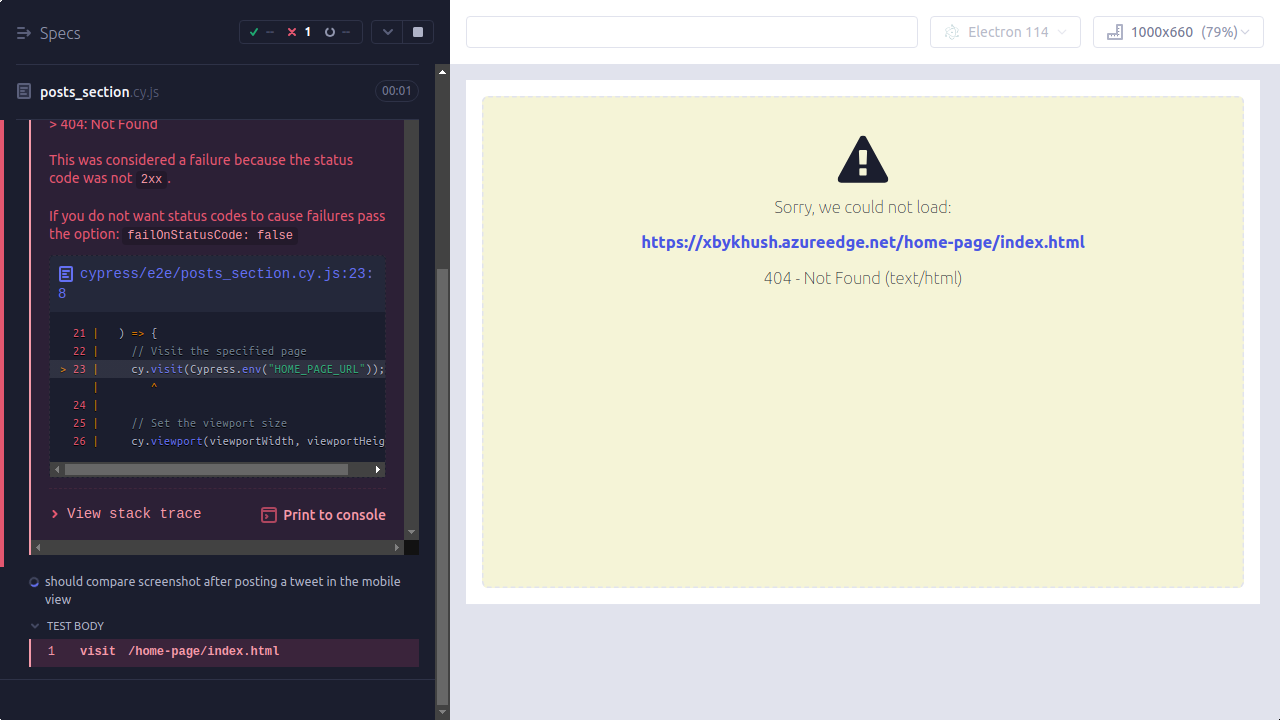 Specs
-- 1 --
posts_section.cy.js 00:01
> 404: Not Found
This was considered a failure because the status
code was not 2xx .
If you do not want status codes to cause failures pass
the option: failOnStatusCode: false
cypress/e2e/posts_section.cy.js:23:
8
21 | ) => {
22 | // Visit the specified page
> 23 | cy.visit(Cypress.env("HOME_PAGE_URL"));
| ^
24 |
25 | // Set the viewport size
26 | cy.viewport(viewportWidth, viewportHeig
> View stack trace Print to console
should compare screenshot after posting a tweet in the mobile
view
TEST BODY
1 visit /home-page/index.html
Electron 114
1000x660 (79%)
Sorry, we could not load:
https://xbykhush.azureedge.net/home-page/index.html
404 - Not Found (text/html)